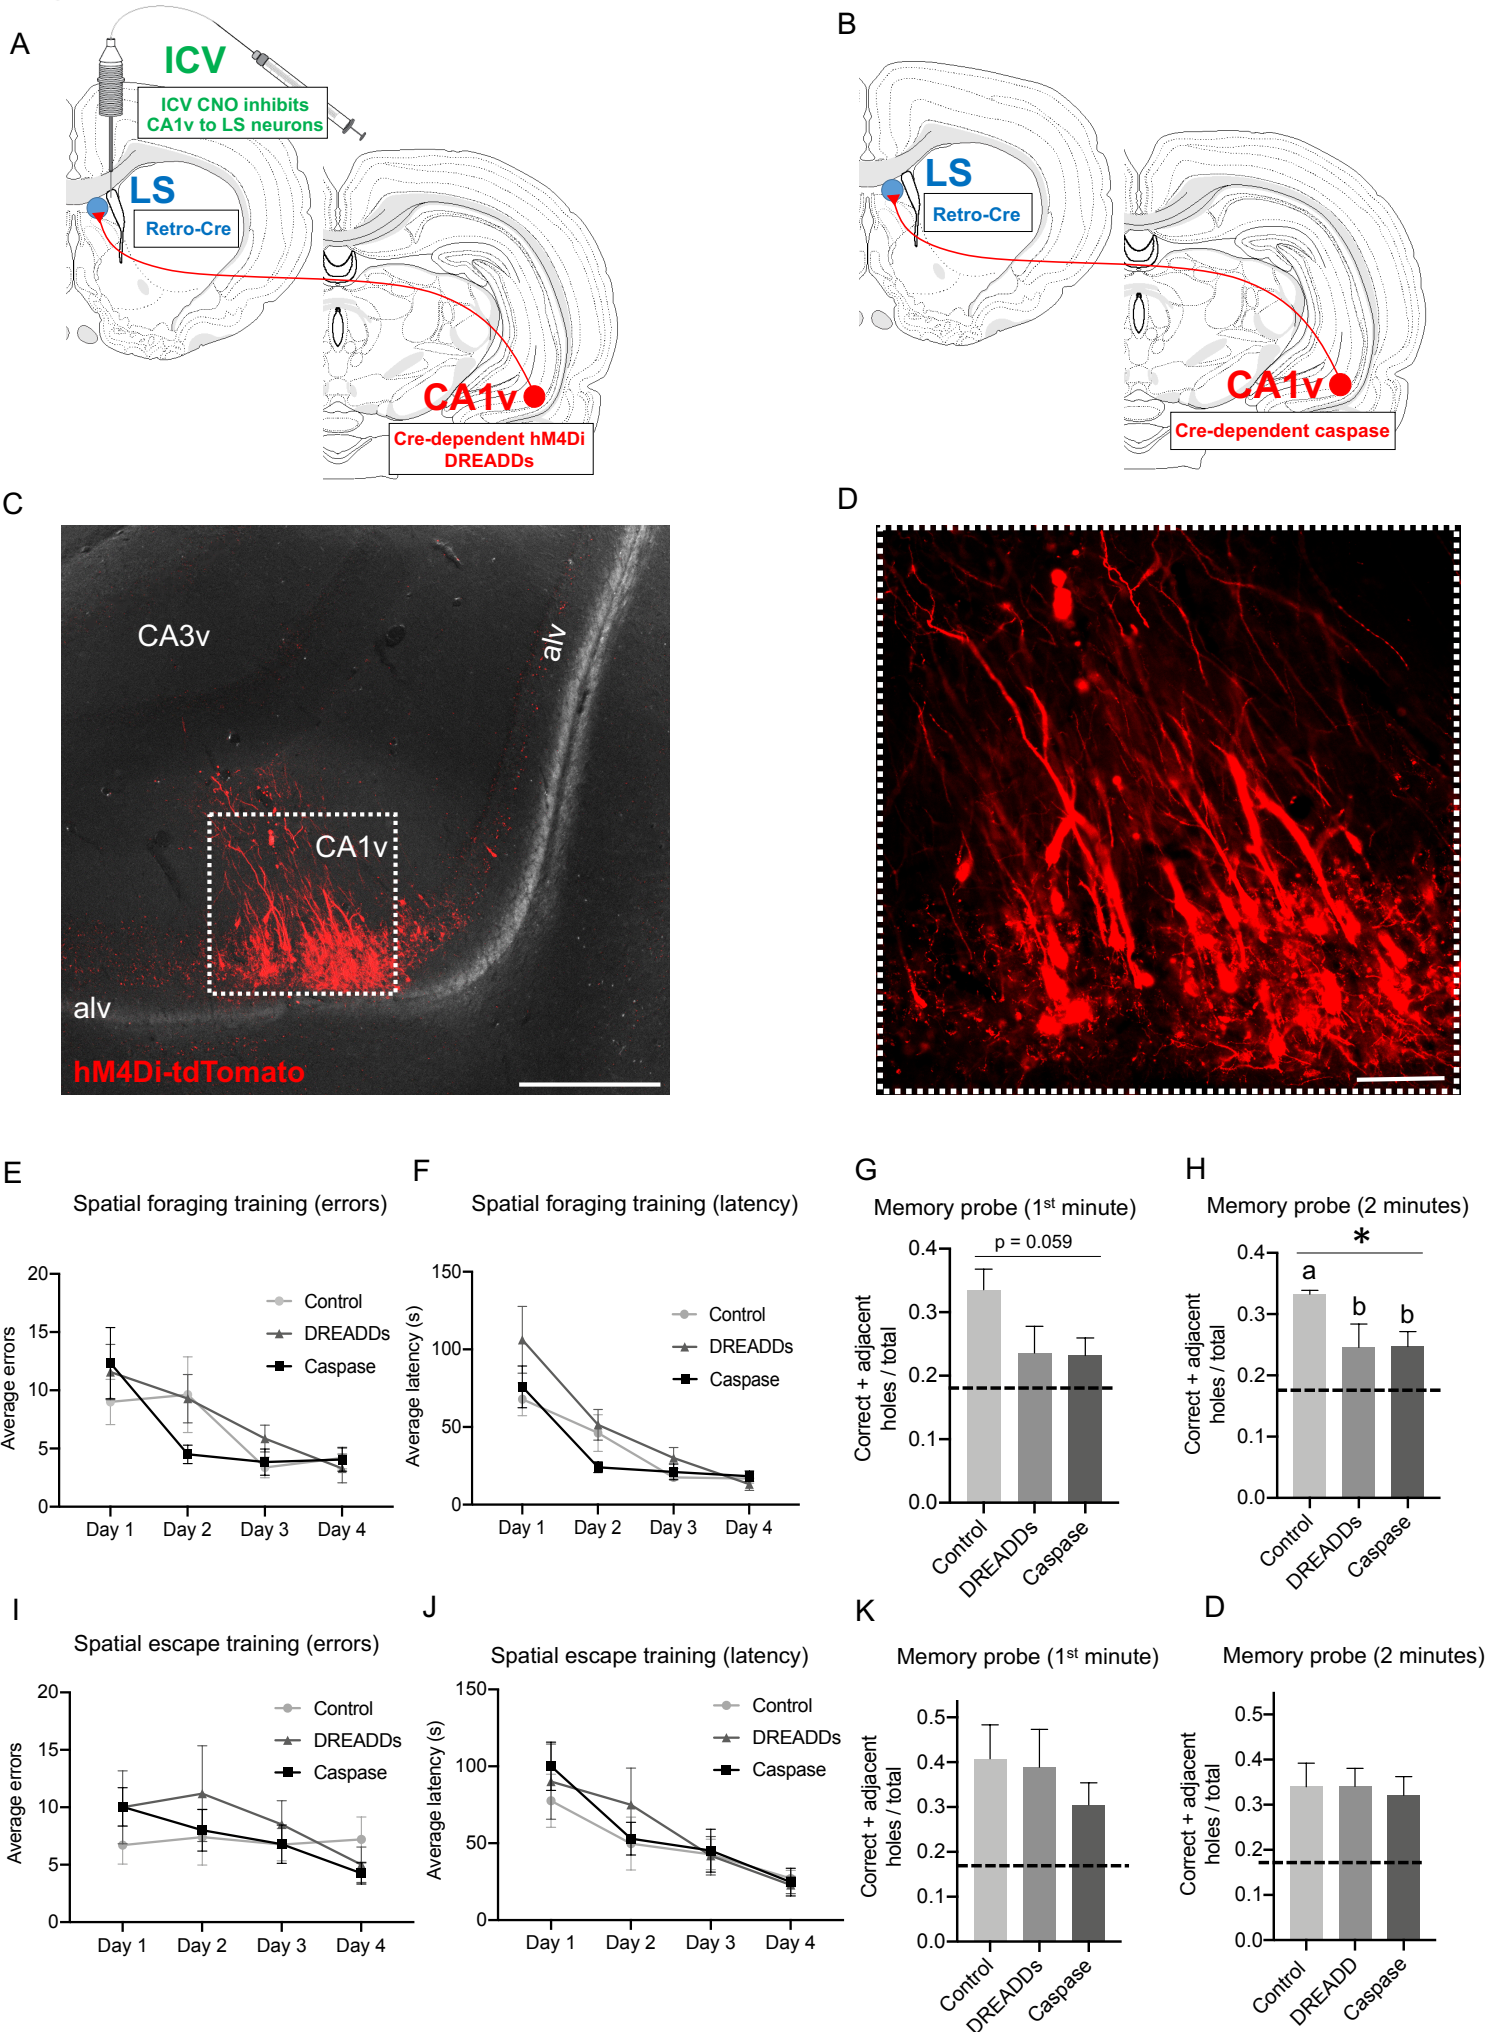 A
ICV
ICV CNO inhibits
CA1v to LS neurons
LS
Retro-Cre
CA1v
Cre-dependent hM4Di
DREADDs
B
LS
Retro-Cre
CA1v
Cre-dependent caspase
C
CA3v
alv
CA1v
alv
hM4Di-tdTomato
D
E
Spatial foraging training (errors)
Average errors
20
15
10
5
0
Control
DREADDs
Caspase
Day 1 Day 2 Day 3 Day 4
F
Spatial foraging training (latency)
Average latency (s)
150
100
50
0
Control
DREADDs
Caspase
Day 1 Day 2 Day 3 Day 4
G
Memory probe (1st minute)
p = 0.059
Correct + adjacent
holes / total
0.4
0.3
0.2
0.1
0.0
Control
DREADDs
Caspase
H
Memory probe (2 minutes)
*
a
b
b
Correct + adjacent
holes / total
0.4
0.3
0.2
0.1
0.0
Control
DREADDs
Caspase
I
Spatial escape training (errors)
Average errors
20
15
10
5
0
Control
DREADDs
Caspase
Day 1 Day 2 Day 3 Day 4
J
Spatial escape training (latency)
Average latency (s)
150
100
50
0
Control
DREADDs
Caspase
Day 1 Day 2 Day 3 Day 4
K
Memory probe (1st minute)
Correct + adjacent
holes / total
0.5
0.4
0.3
0.2
0.1
0.0
Control
DREADDs
Caspase
D
Memory probe (2 minutes)
Correct + adjacent
holes / total
0.5
0.4
0.3
0.2
0.1
0.0
Control
DREADD
Caspase